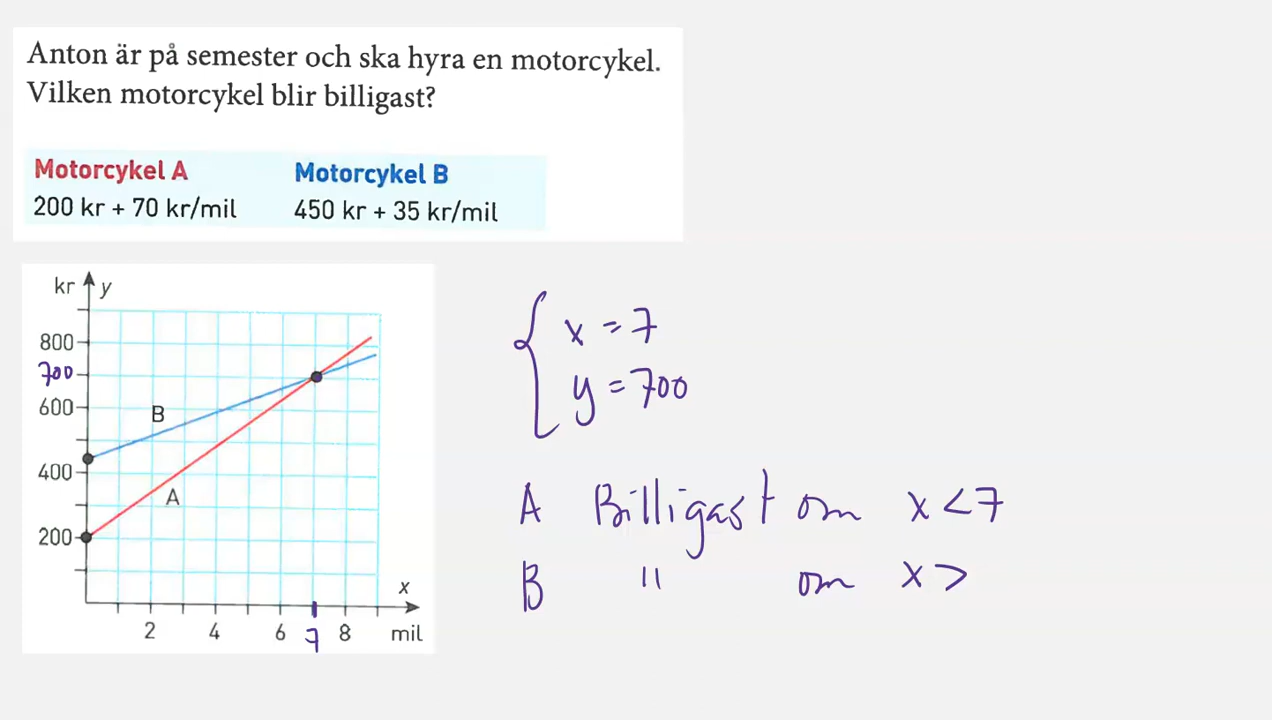 Anton är på semester och ska hyra en motorcykel.
Vilken motorcykel blir billigast?
Motorcykel A
Motorcykel B
200 kr + 70 kr/mil
450 kr + 35 kr/mil
kr
y
800
700
600
400
200
B
A
x
2
4
6
7
8
mil
x = 7
y = 700
A Billigast om x < 7
B " om x >